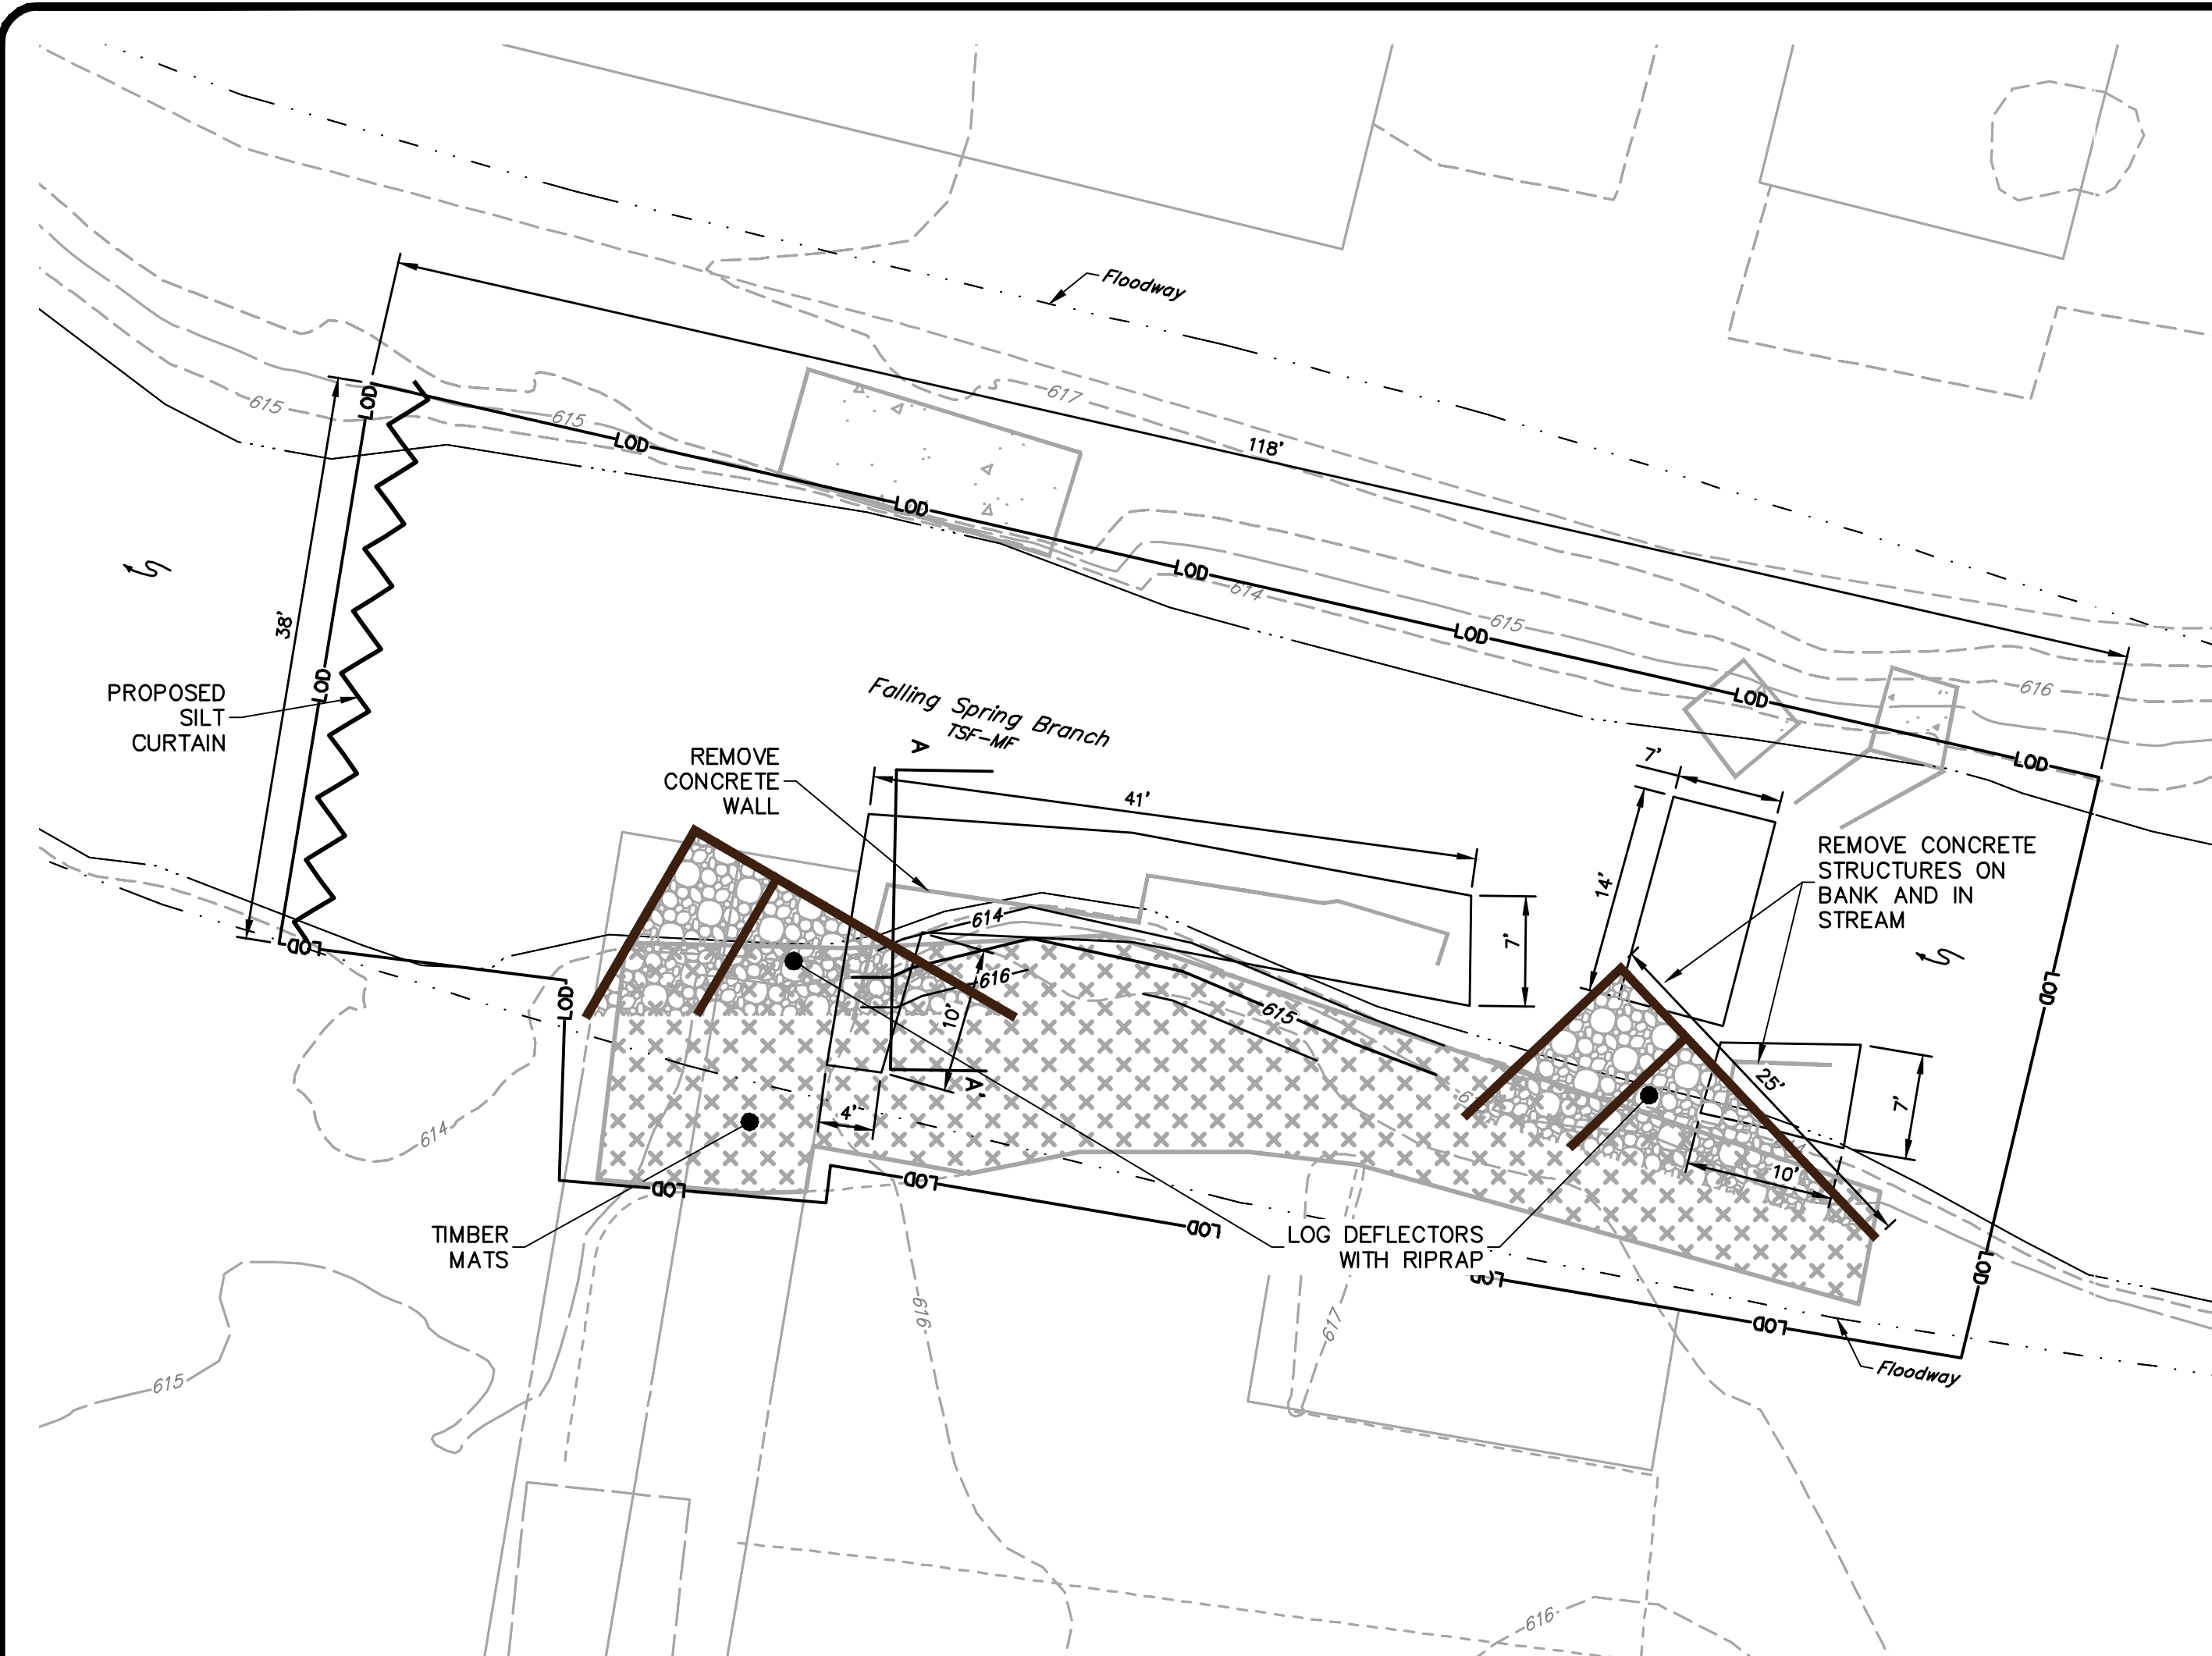 Floodway
617
118'
615
615
LOD
LOD
LOD
LOD
614
615
LOD
LOD
616
LOD
38'
LOD
PROPOSED
SILT
CURTAIN
Falling Spring Branch
TSF-MF
A
REMOVE
CONCRETE
WALL
41'
7'
14'
REMOVE CONCRETE
STRUCTURES ON
BANK AND IN
STREAM
614
7'
616
615
10'
LOD
LOD
LOD
A'
4'
25'
7'
10'
614
LOD
LOD
LOD
TIMBER
MATS
LOG DEFLECTORS
WITH RIPRAP
LOD
LOD
LOD
Floodway
616
617
615
616